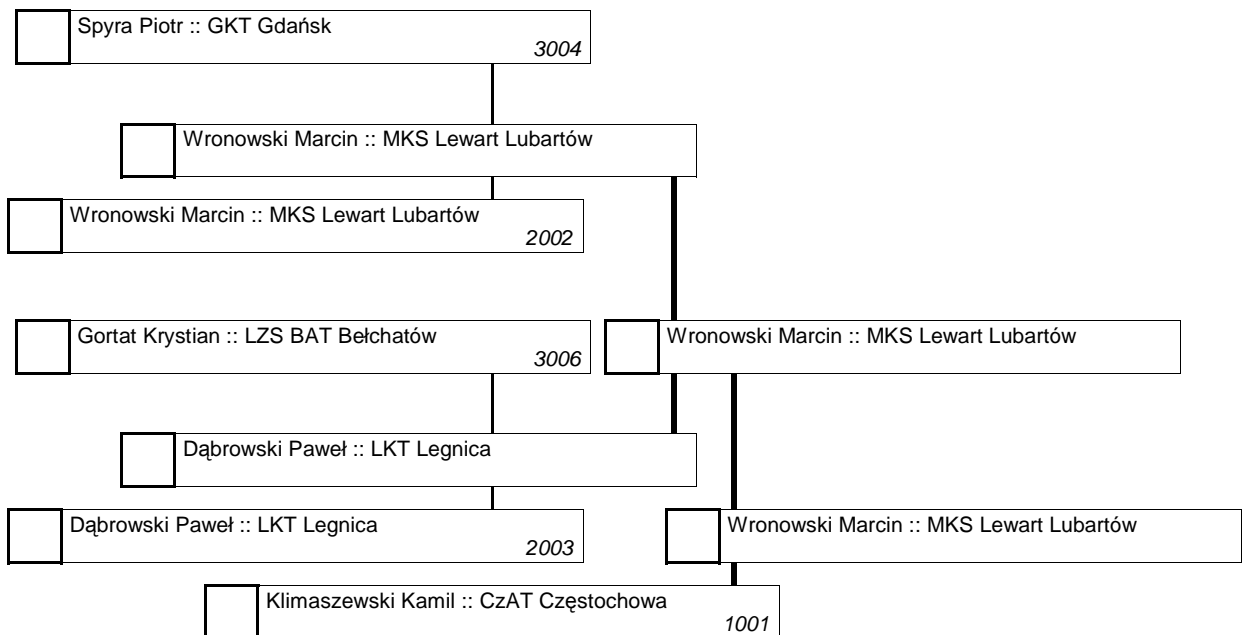 Spyra Piotr :: GKT Gdańsk
3004
Wronowski Marcin :: MKS Lewart Lubartów
Wronowski Marcin :: MKS Lewart Lubartów
2002
Gortat Krystian :: LZS BAT Bełchatów
3006
Wronowski Marcin :: MKS Lewart Lubartów
Dąbrowski Paweł :: LKT Legnica
Dąbrowski Paweł :: LKT Legnica
2003
Wronowski Marcin :: MKS Lewart Lubartów
Klimaszewski Kamil :: CzAT Częstochowa
1001